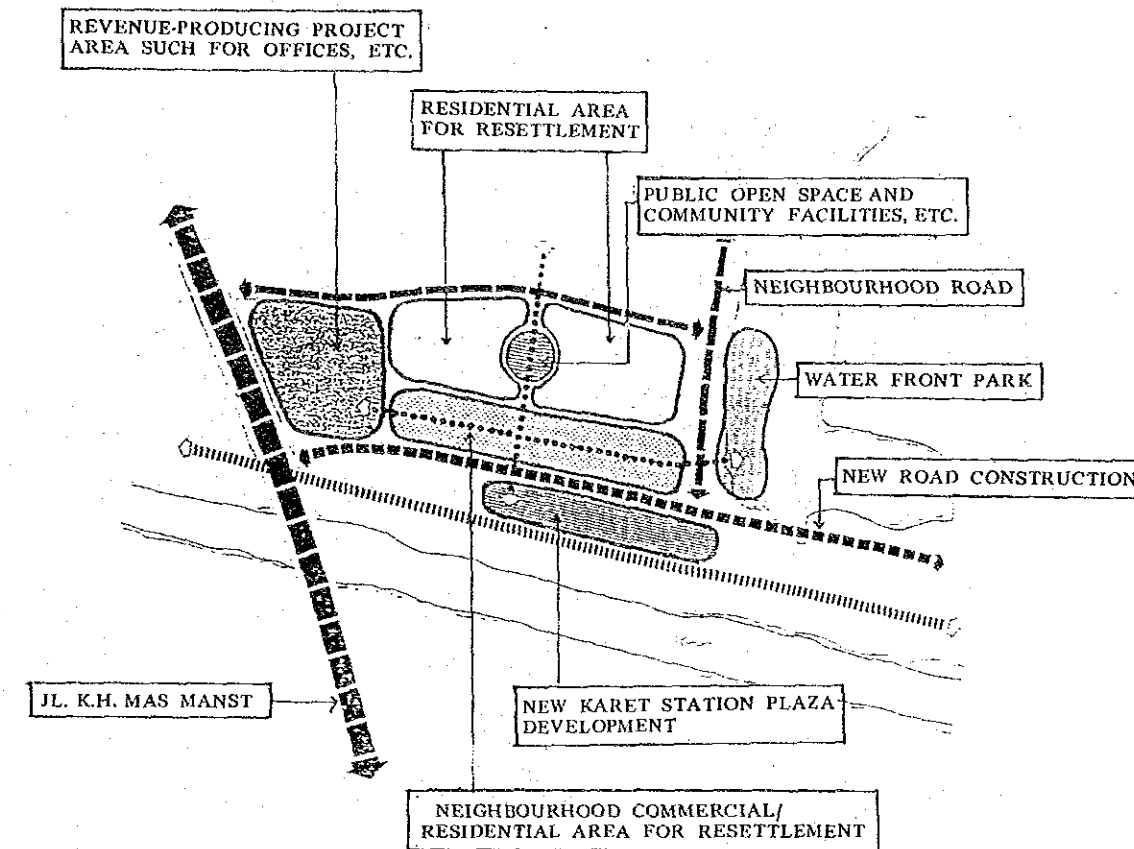 REVENUE-PRODUCING PROJECT
AREA SUCH FOR OFFICES, ETC.
RESIDENTIAL AREA
FOR RESETTLEMENT
PUBLIC OPEN SPACE AND
COMMUNITY FACILITIES, ETC.
NEIGHBOURHOOD ROAD
WATER FRONT PARK
NEW ROAD CONSTRUCTION
JL. K.H. MAS MANST
NEW KARET STATION PLAZA
DEVELOPMENT
NEIGHBOURHOOD COMMERCIAL/
RESIDENTIAL AREA FOR RESETTLEMENT